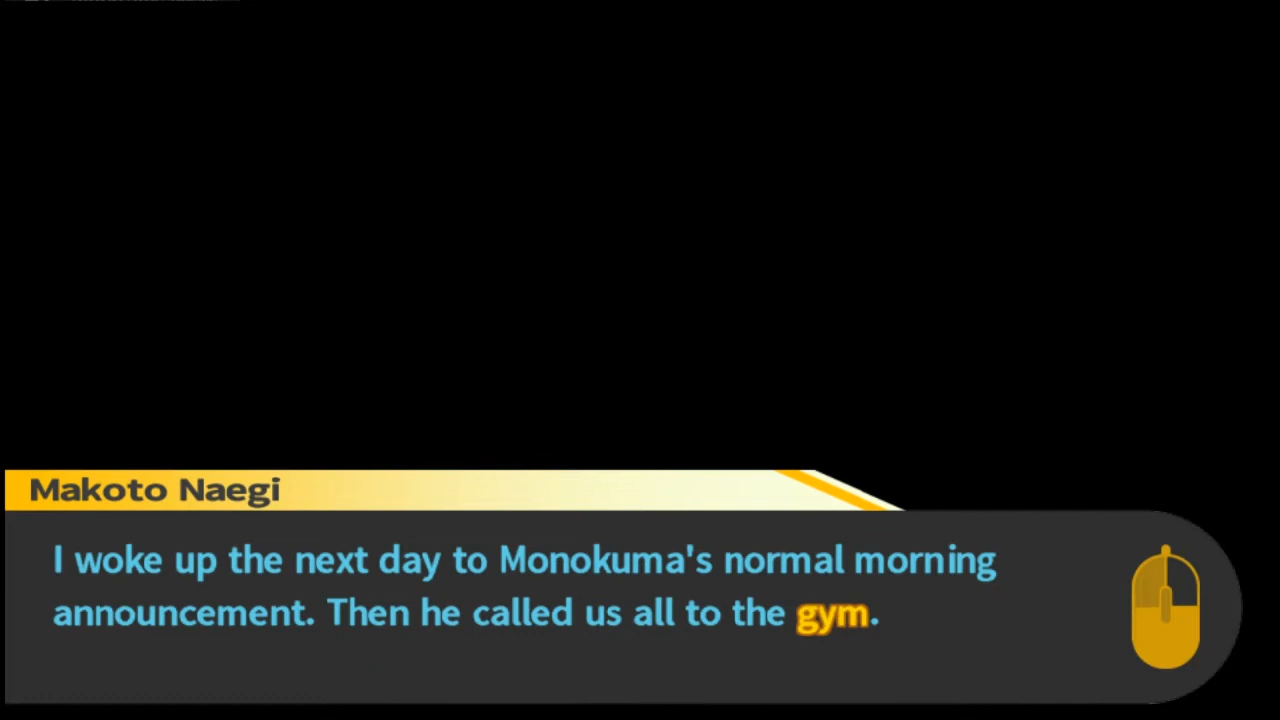 Makoto Naegi
I woke up the next day to Monokuma's normal morning
announcement. Then he called us all to the gym.